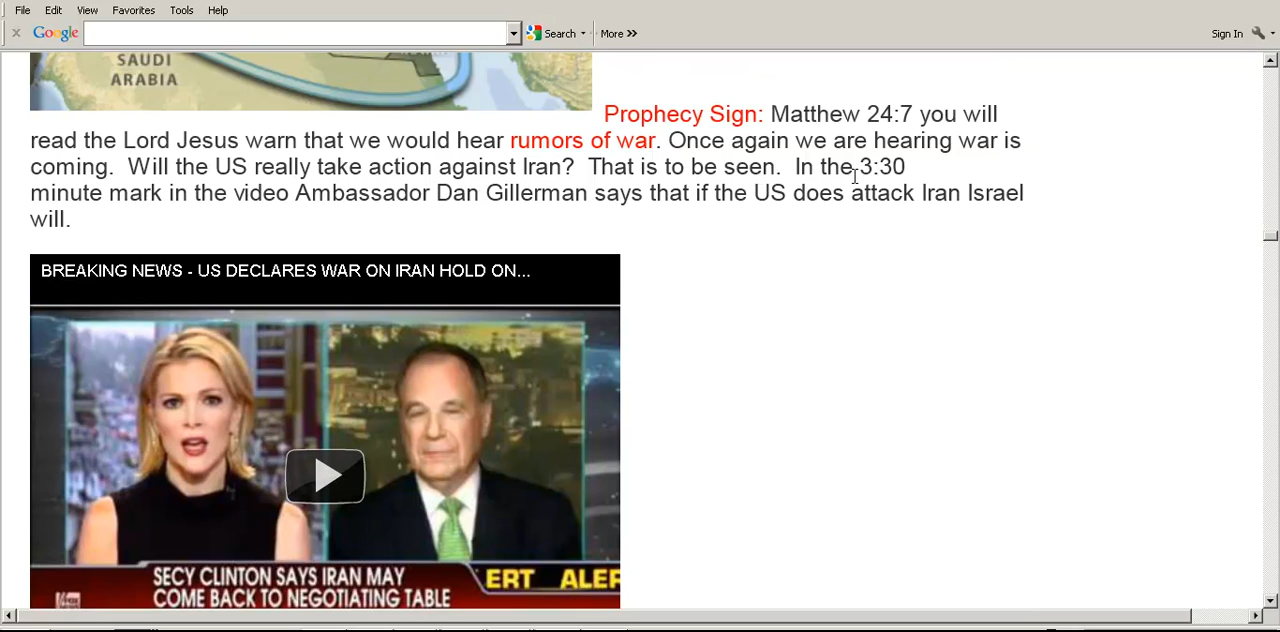 File Edit View Favorites Tools Help
Google Search More Sign In
SAUDI
ARABIA
Prophecy Sign: Matthew 24:7 you will
read the Lord Jesus warn that we would hear rumors of war. Once again we are hearing war is
coming. Will the US really take action against Iran? That is to be seen. In the 3:30
minute mark in the video Ambassador Dan Gillerman says that if the US does attack Iran Israel
will.
BREAKING NEWS - US DECLARES WAR ON IRAN HOLD ON...
SECY CLINTON SAYS IRAN MAY
COME BACK TO NEGOTIATING TABLE
ERT ALER